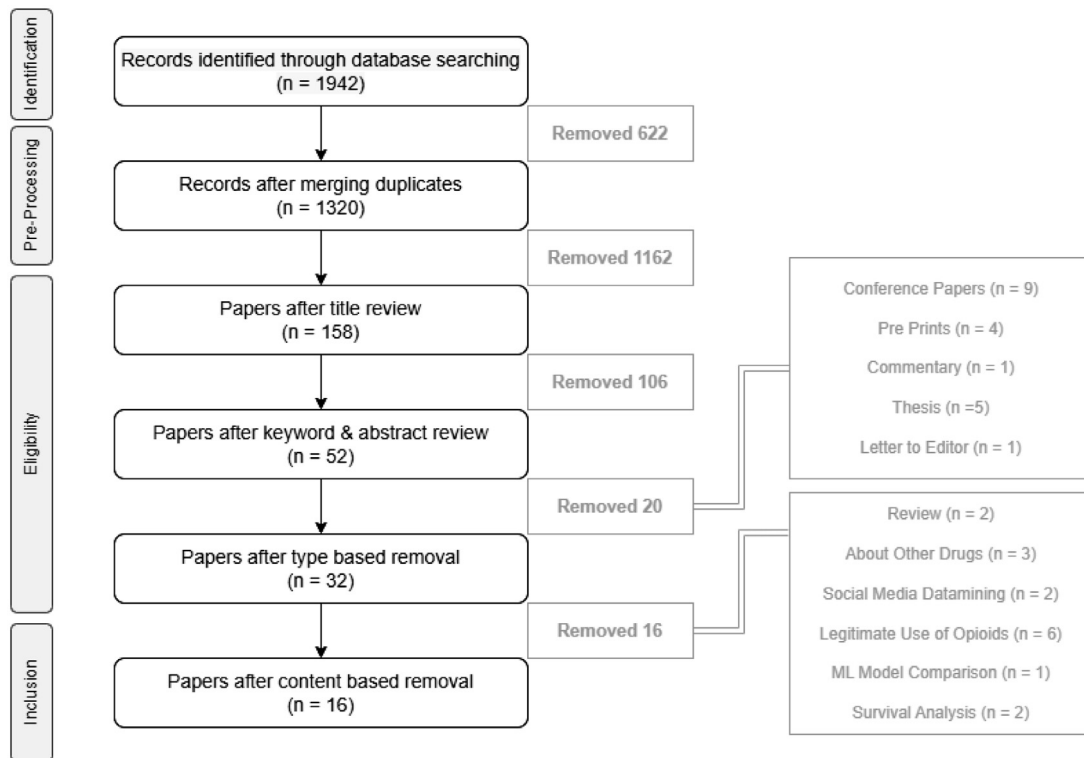 Identification
Records identified through database searching
(n = 1942)
Removed 622
Pre-Processing
Records after merging duplicates
(n = 1320)
Removed 1162
Eligibility
Papers after title review
(n = 158)
Removed 106
Papers after keyword & abstract review
(n = 52)
Removed 20
Conference Papers (n = 9)
Pre Prints (n = 4)
Commentary (n = 1)
Thesis (n =5)
Letter to Editor (n = 1)
Papers after type based removal
(n = 32)
Removed 16
Review (n = 2)
About Other Drugs (n = 3)
Social Media Datamining (n = 2)
Legitimate Use of Opioids (n = 6)
ML Model Comparison (n = 1)
Survival Analysis (n = 2)
Inclusion
Papers after content based removal
(n = 16)